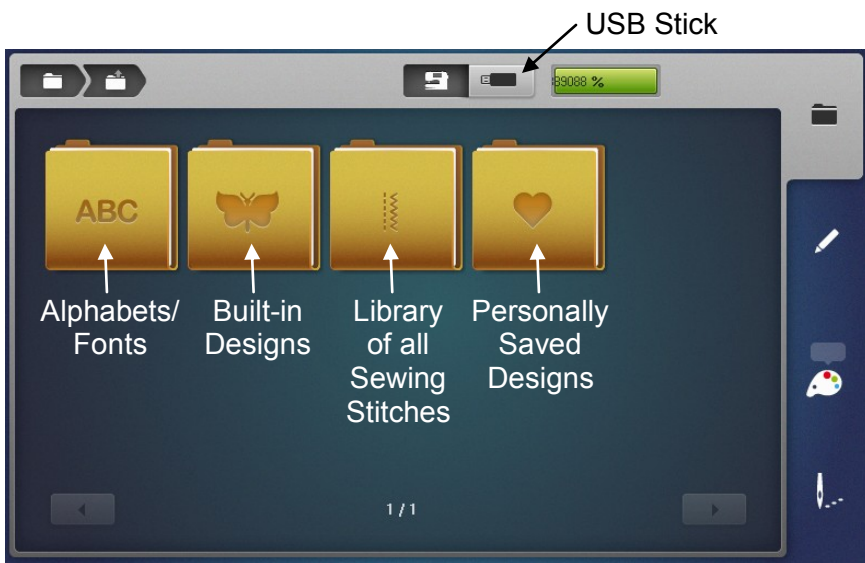 USB Stick
89088 %
ABC
Alphabets/
Fonts
Built-in
Designs
Library
of all
Sewing
Stitches
Personally
Saved
Designs
1/1